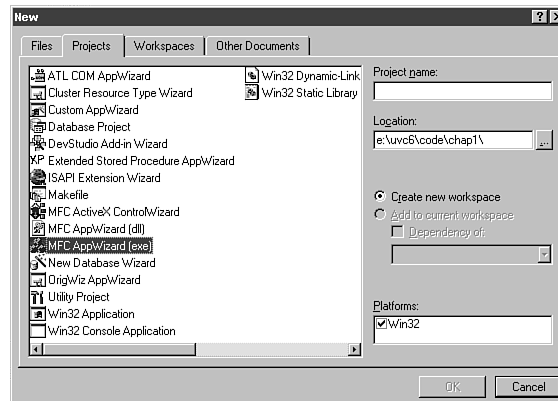 New
Files
Projects
Workspaces
Other Documents
ATL COM AppWizard
Cluster Resource Type Wizard
Custom AppWizard
Database Project
DevStudio Add-in Wizard
XP Extended Stored Procedure AppWizard
ISAPI Extension Wizard
Makefile
MFC ActiveX ControlWizard
MFC AppWizard (dll)
MFC AppWizard (exe)
New Database Wizard
OrigWiz AppWizard
Utility Project
Win32 Application
Win32 Console Application
Win32 Dynamic-Link
Win32 Static Library
Project name:
Location:
e:\uvc6\code\chap1\
...
Create new workspace
Add to current workspace
Dependency of:
Platforms:
Win32
OK
Cancel